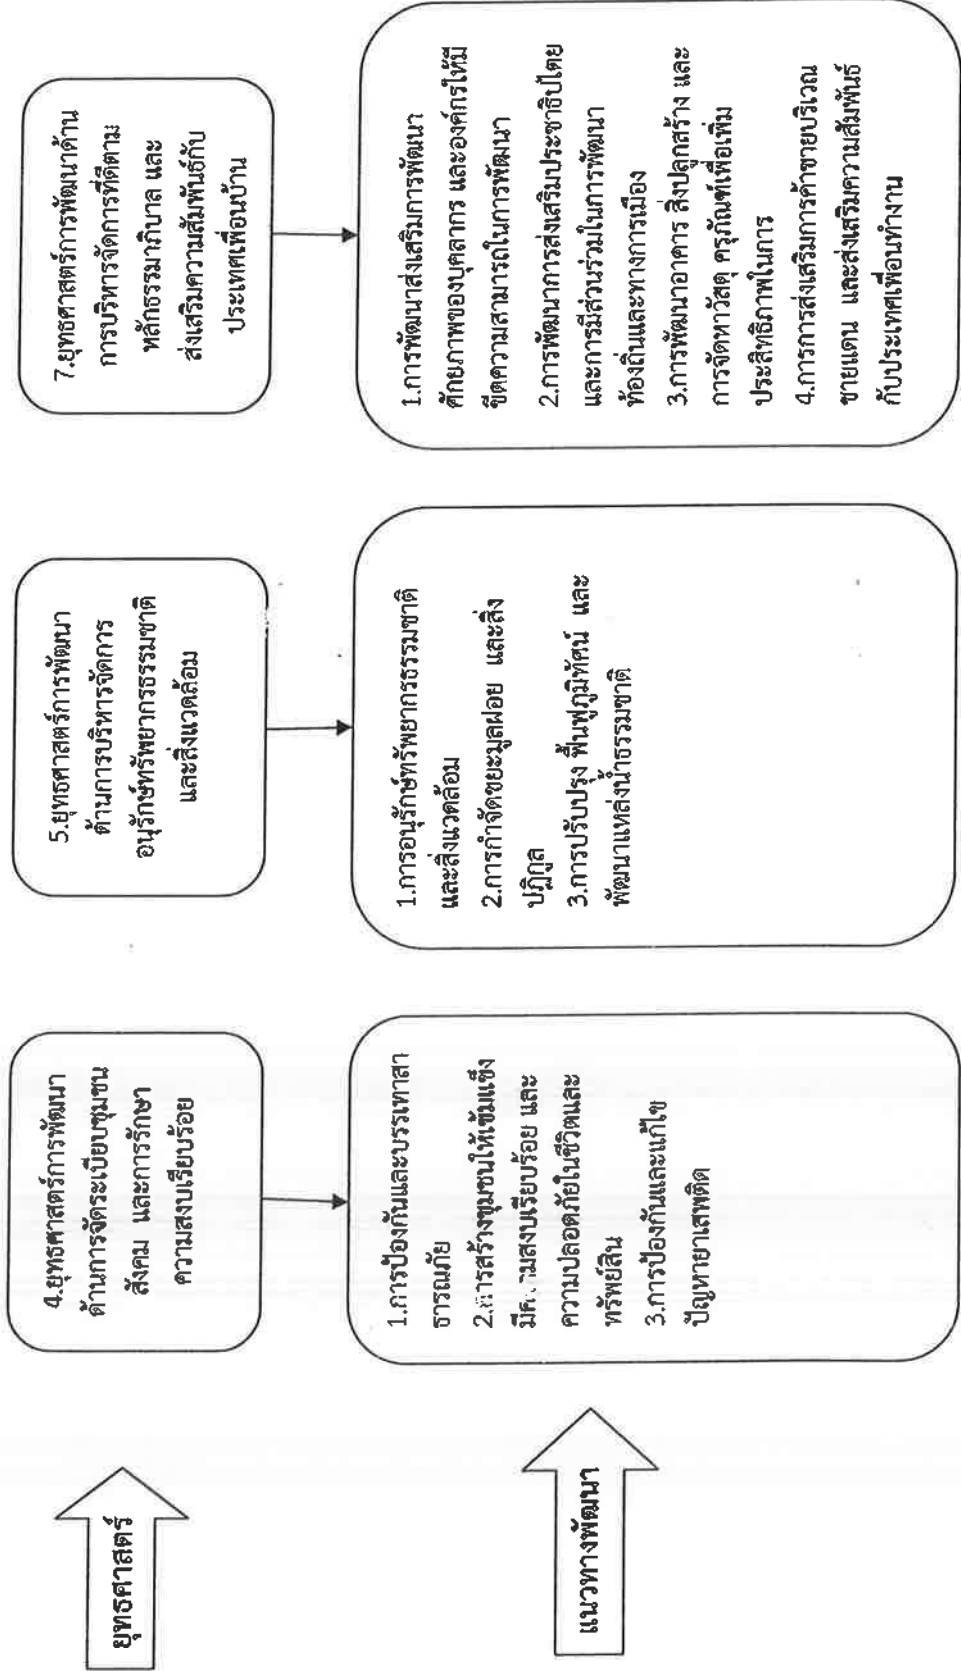 ยุทธศาสตร์
4.ยุทธศาสตร์การพัฒนา
ด้านการจัดระเบียบชุมชน
สังคม และการรักษา
ความสงบเรียบร้อย
5.ยุทธศาสตร์การพัฒนา
ด้านการบริหารจัดการ
อนุรักษ์ทรัพยากรธรรมชาติ
และสิ่งแวดล้อม
7.ยุทธศาสตร์การพัฒนาด้าน
การบริหารจัดการที่ดีตาม
หลักธรรมาภิบาล และ
ส่งเสริมความสัมพันธ์กับ
ประเทศเพื่อนบ้าน
แนวทางพัฒนา
1.การป้องกันและบรรเทาสา
ธารณภัย
2.การสร้างชุมชนให้เข้มแข็ง
มีความสงบเรียบร้อย และ
ความปลอดภัยในชีวิตและ
ทรัพย์สิน
3.การป้องกันและแก้ไข
ปัญหายาเสพติด
1.การอนุรักษ์ทรัพยากรธรรมชาติ
และสิ่งแวดล้อม
2.การกำจัดขยะมูลฝอย และสิ่ง
ปฏิกูล
3.การปรับปรุง ฟื้นฟูภูมิทัศน์ และ
พัฒนาแหล่งน้ำธรรมชาติ
1.การพัฒนาส่งเสริมการพัฒนา
ศักยภาพของบุคลากร และองค์กรให้มี
ขีดความสามารถในการพัฒนา
2.การพัฒนาการส่งเสริมประชาธิปไตย
และการมีส่วนร่วมในการพัฒนา
ท้องถิ่นและทางการเมือง
3.การพัฒนาอาคาร สิ่งปลูกสร้าง และ
การจัดหาวัสดุ ครุภัณฑ์เพื่อเพิ่ม
ประสิทธิภาพในการ
4.การการส่งเสริมการค้าขายบริเวณ
ชายแดน และส่งเสริมความสัมพันธ์
กับประเทศเพื่อนทำงาน